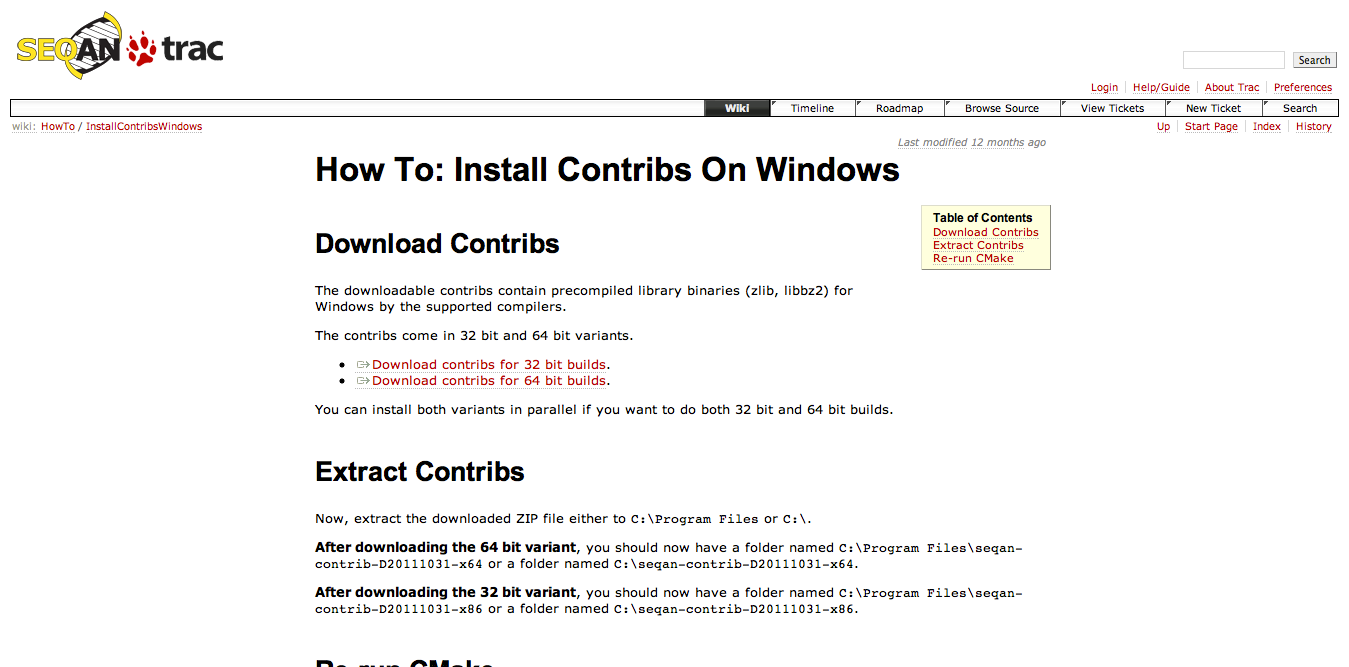 SEQAN trac
Search
Login Help/Guide About Trac Preferences
Wiki Timeline Roadmap Browse Source View Tickets New Ticket Search
wiki: HowTo / InstallContribsWindows Up Start Page Index History
Last modified 12 months ago
How To: Install Contribs On Windows
Table of Contents
Download Contribs
Extract Contribs
Re-run CMake
Download Contribs
The downloadable contribs contain precompiled library binaries (zlib, libbz2) for
Windows by the supported compilers.
The contribs come in 32 bit and 64 bit variants.
• Download contribs for 32 bit builds.
• Download contribs for 64 bit builds.
You can install both variants in parallel if you want to do both 32 bit and 64 bit builds.
Extract Contribs
Now, extract the downloaded ZIP file either to C:\Program Files or C:\.
After downloading the 64 bit variant, you should now have a folder named C:\Program Files\seqan-
contrib-D20111031-x64 or a folder named C:\seqan-contrib-D20111031-x64.
After downloading the 32 bit variant, you should now have a folder named C:\Program Files\seqan-
contrib-D20111031-x86 or a folder named C:\seqan-contrib-D20111031-x86.
Re-run CMake